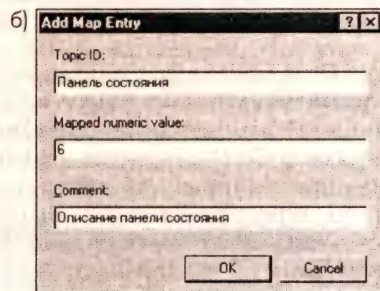 б) Add Map Entry
Topic ID:
Панель состояния
Mapped numeric value:
6
Comment:
Описание панели состояния
OK Cancel